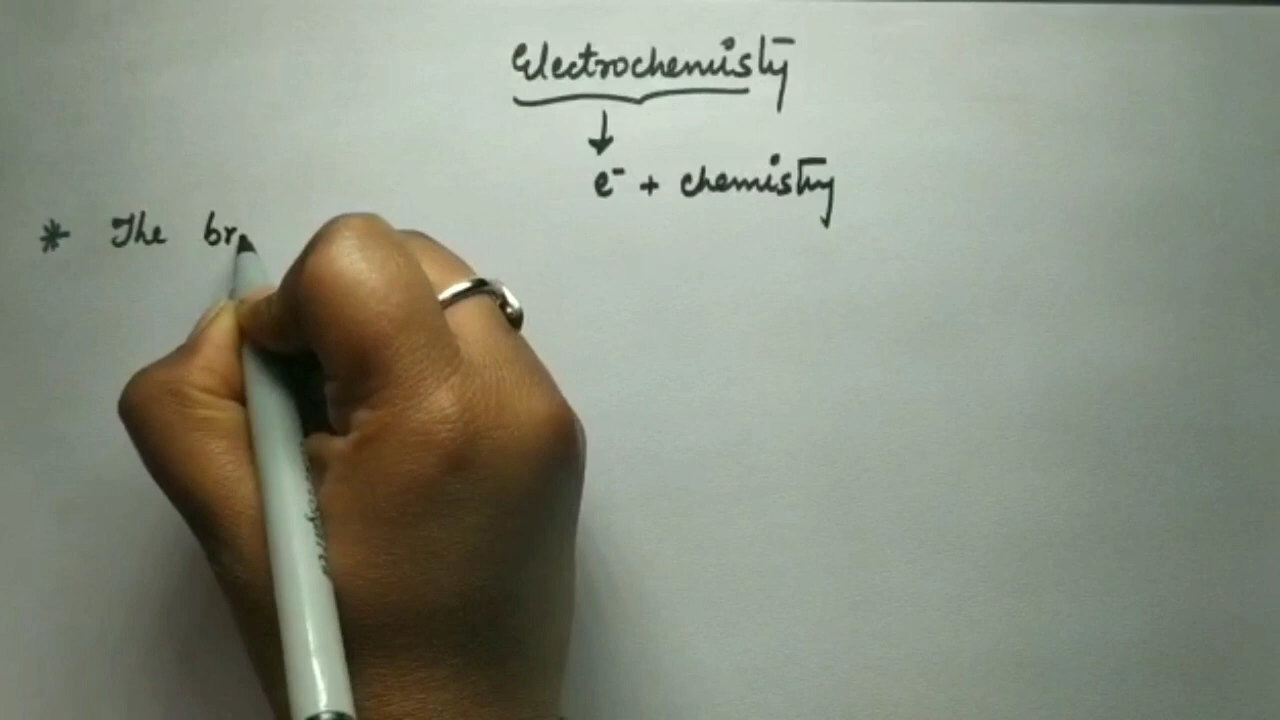 Electrochemistry
e⁻ + chemistry
* The br